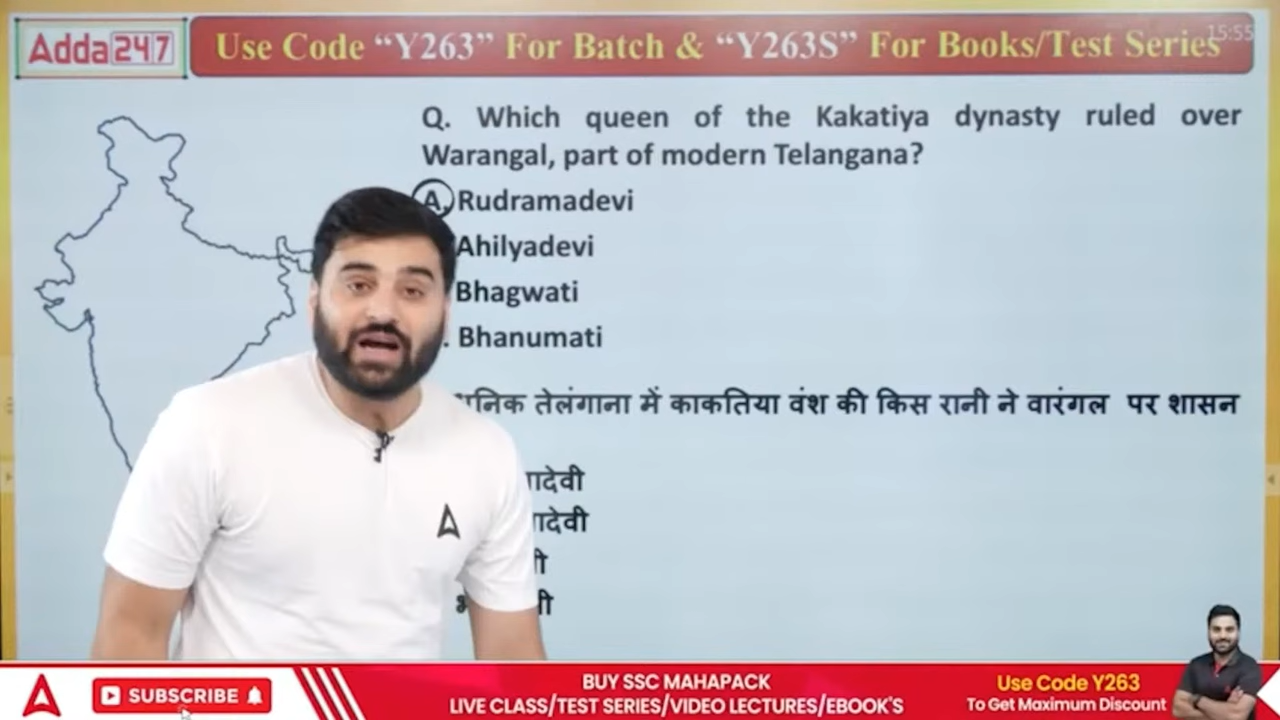 Adda247
Use Code “Y263” For Batch & “Y263S” For Books/Test Series
15:55
Q. Which queen of the Kakatiya dynasty ruled over
Warangal, part of modern Telangana?
A. Rudramadevi
Ahilyadevi
Bhagwati
. Bhanumati
तेलंगाना में काकतिया वंश की किस रानी ने वारंगल पर शासन
SUBSCRIBE
BUY SSC MAHAPACK
LIVE CLASS/TEST SERIES/VIDEO LECTURES/EBOOK'S
Use Code Y263
To Get Maximum Discount